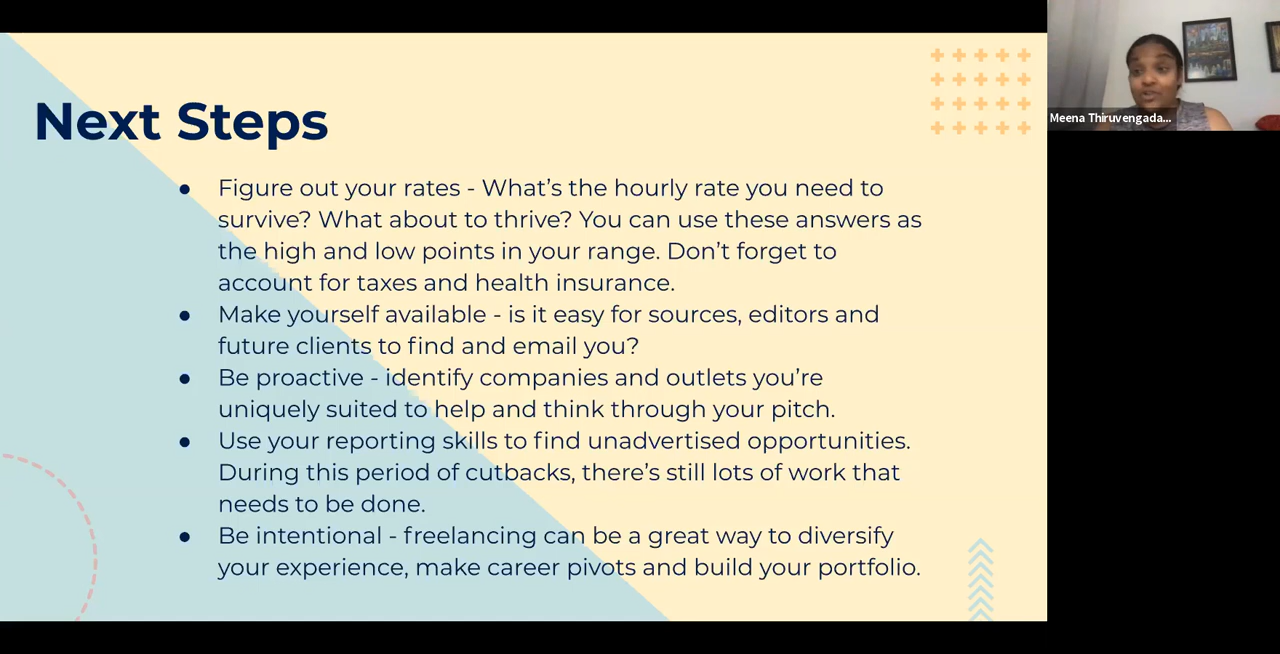 Next Steps
● Figure out your rates - What’s the hourly rate you need to
survive? What about to thrive? You can use these answers as
the high and low points in your range. Don’t forget to
account for taxes and health insurance.
● Make yourself available - is it easy for sources, editors and
future clients to find and email you?
● Be proactive - identify companies and outlets you’re
uniquely suited to help and think through your pitch.
● Use your reporting skills to find unadvertised opportunities.
During this period of cutbacks, there’s still lots of work that
needs to be done.
● Be intentional - freelancing can be a great way to diversify
your experience, make career pivots and build your portfolio.
Meena Thiruvengada...